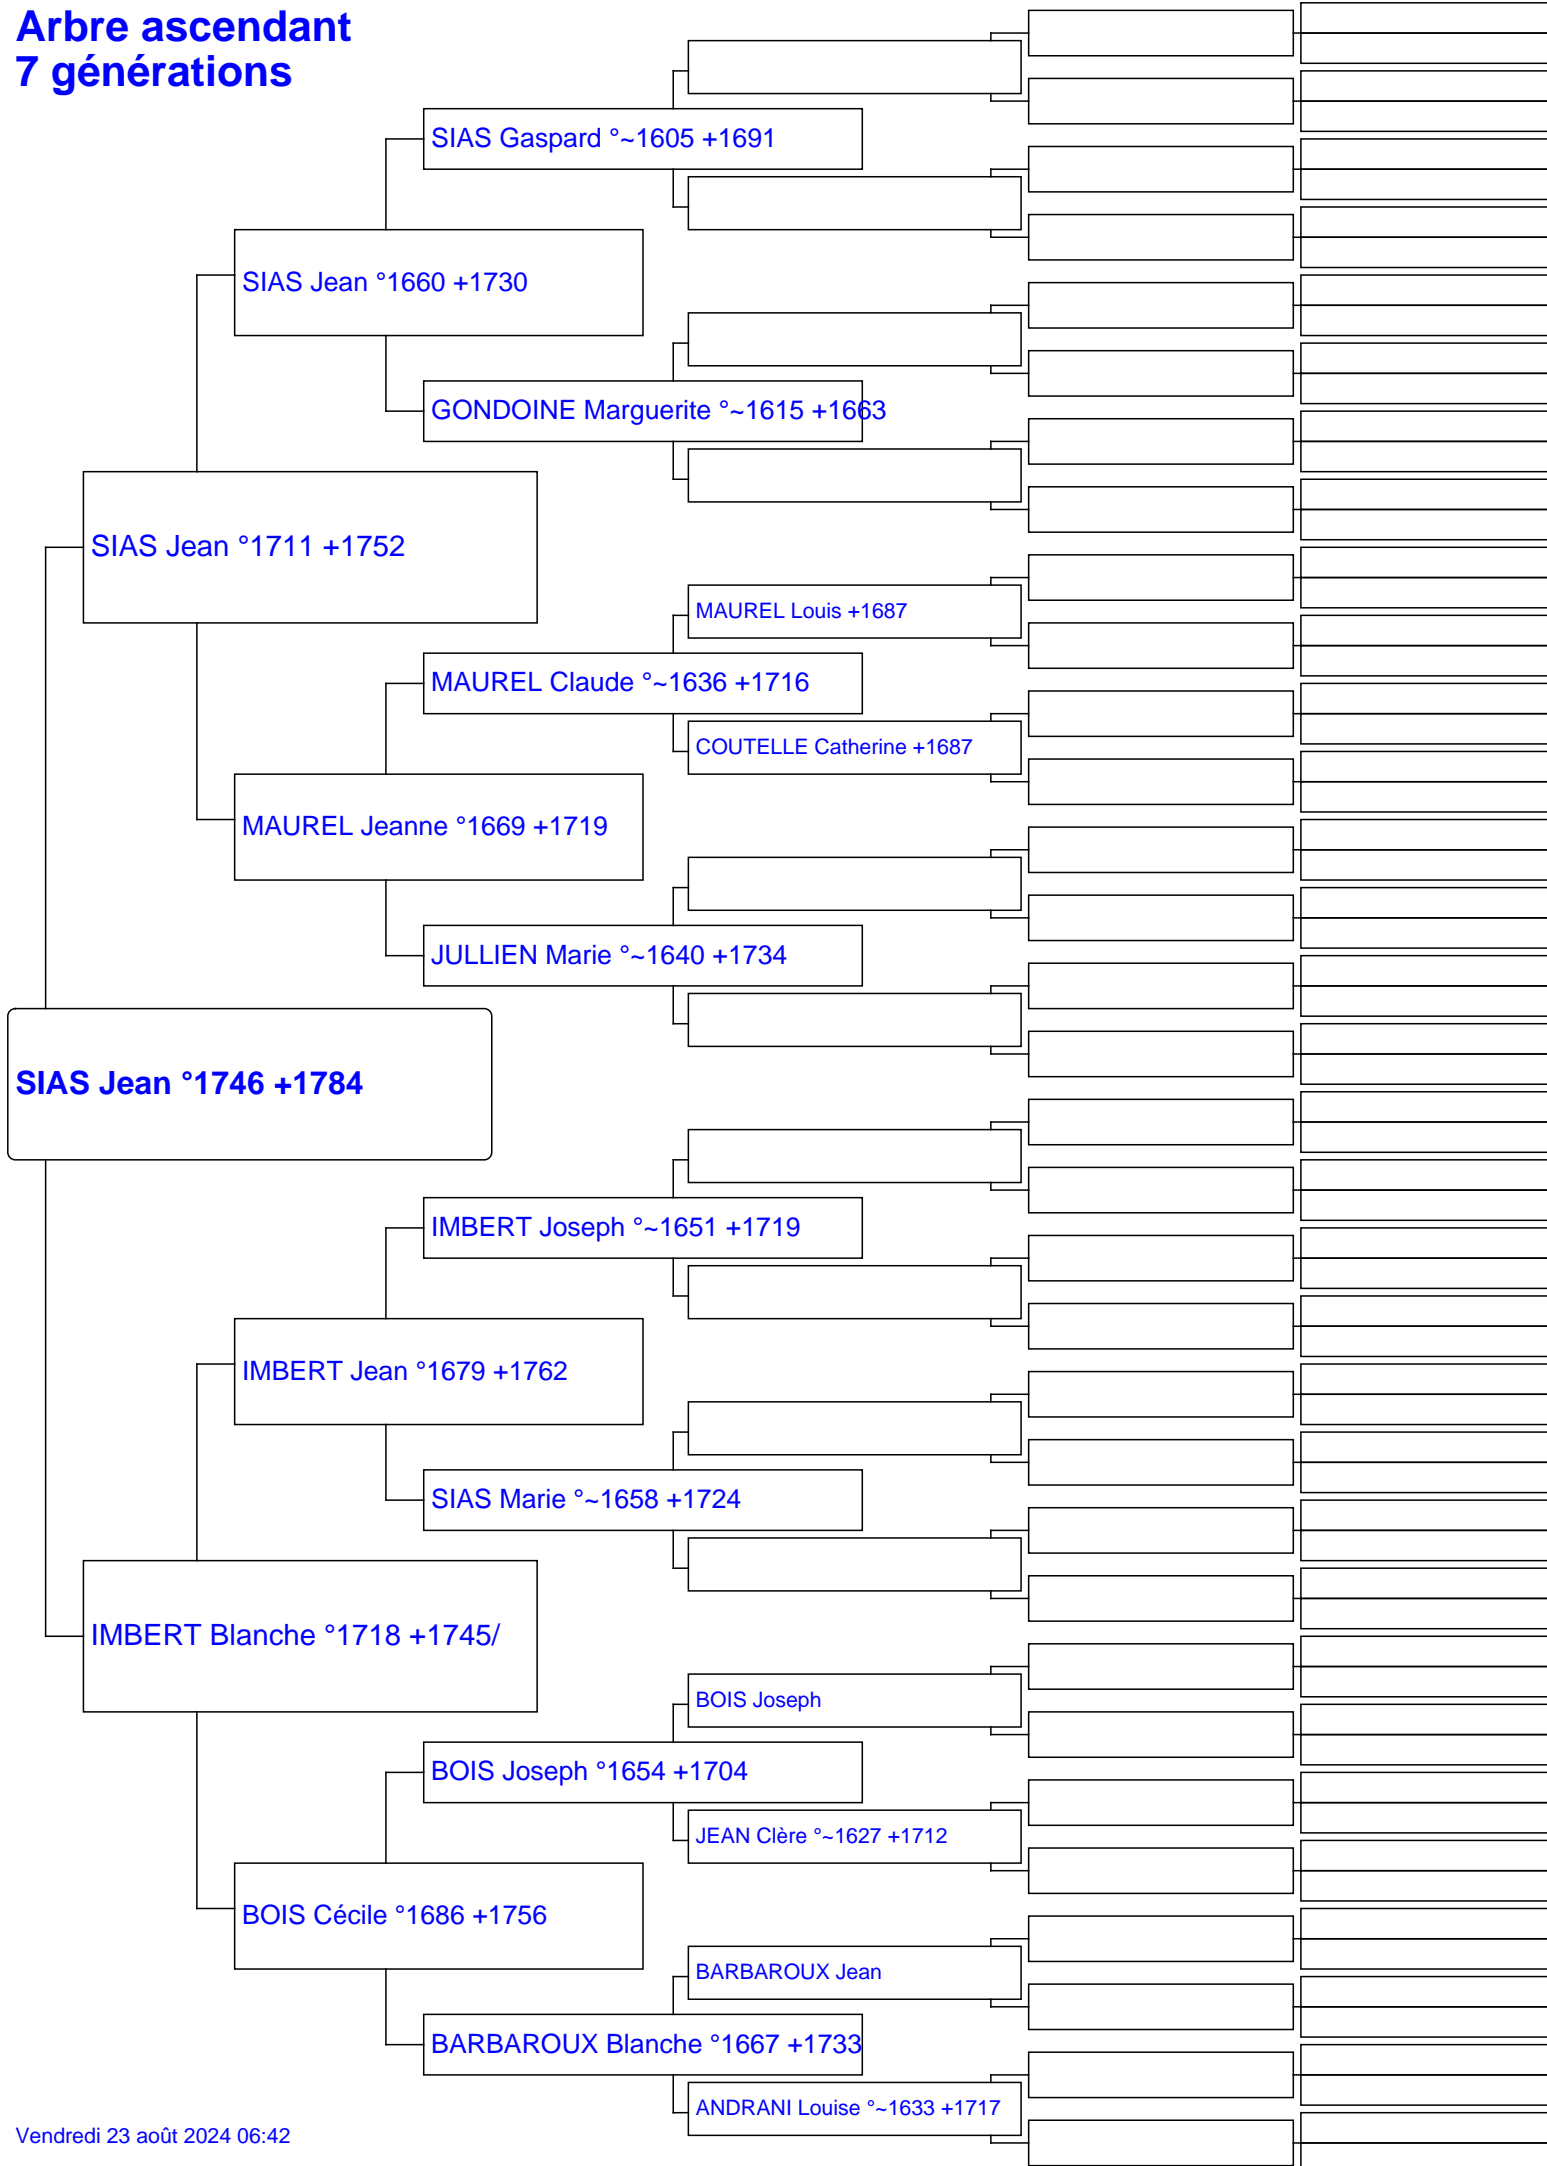 Arbre ascendant
7 générations
SIAS Gaspard °~1605 +1691
SIAS Jean °1660 +1730
GONDOINE Marguerite °~1615 +1663
SIAS Jean °1711 +1752
MAUREL Louis +1687
MAUREL Claude °~1636 +1716
COUTELLE Catherine +1687
MAUREL Jeanne °1669 +1719
JULLIEN Marie °~1640 +1734
SIAS Jean °1746 +1784
IMBERT Joseph °~1651 +1719
IMBERT Jean °1679 +1762
SIAS Marie °~1658 +1724
IMBERT Blanche °1718 +1745/
BOIS Joseph
BOIS Joseph °1654 +1704
JEAN Clère °~1627 +1712
BOIS Cécile °1686 +1756
BARBAROUX Jean
BARBAROUX Blanche °1667 +1733
ANDRANI Louise °~1633 +1717
Vendredi 23 août 2024 06:42